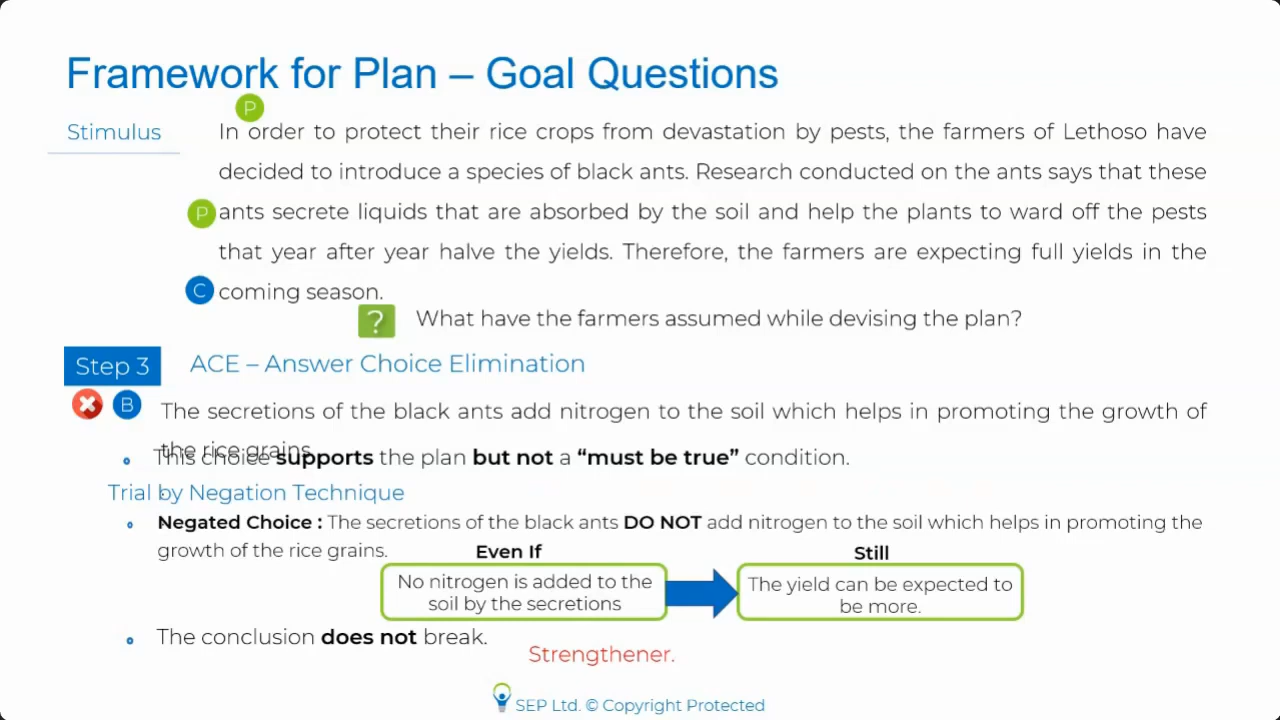 Framework for Plan – Goal Questions
P
Stimulus
In order to protect their rice crops from devastation by pests, the farmers of Lethoso have
decided to introduce a species of black ants. Research conducted on the ants says that these
P
ants secrete liquids that are absorbed by the soil and help the plants to ward off the pests
that year after year halve the yields. Therefore, the farmers are expecting full yields in the
C
coming season.
? What have the farmers assumed while devising the plan?
Step 3 ACE – Answer Choice Elimination
B The secretions of the black ants add nitrogen to the soil which helps in promoting the growth of
the rice grains.
This choice supports the plan but not a “must be true” condition.
Trial by Negation Technique
Negated Choice : The secretions of the black ants DO NOT add nitrogen to the soil which helps in promoting the
growth of the rice grains.
Even If
Still
No nitrogen is added to the
soil by the secretions
The yield can be expected to
be more.
The conclusion does not break.
Strengthener.
SEP Ltd. © Copyright Protected